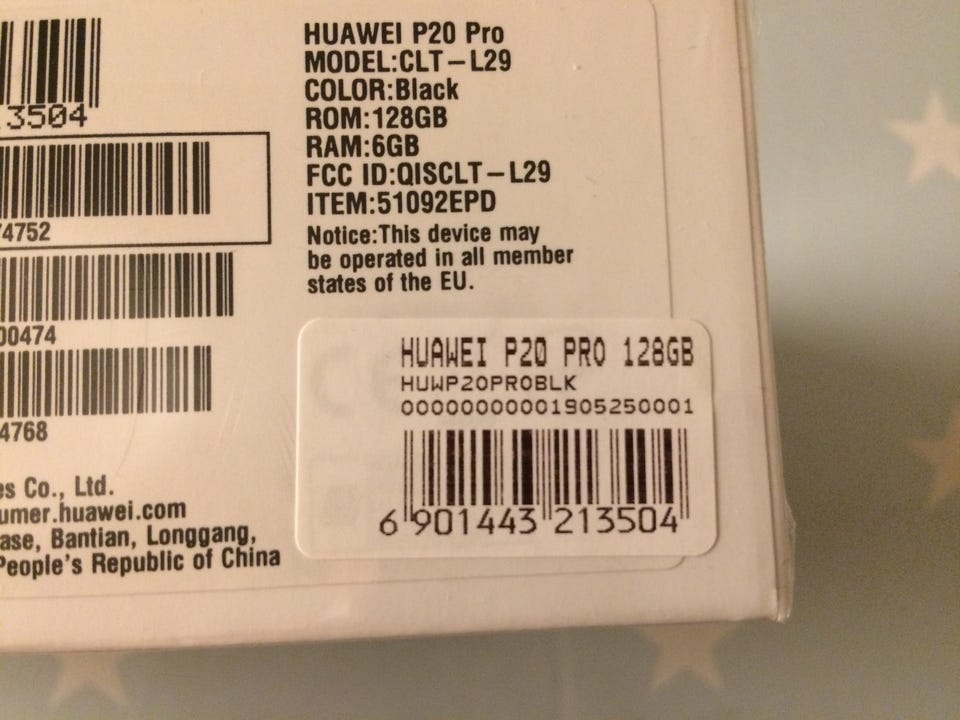 HUAWEI P20 Pro
MODEL:CLT-L29
COLOR:Black
ROM:128GB
RAM:6GB
FCC ID:QISCLT-L29
ITEM:51092EPD
Notice:This device may
be operated in all member
states of the EU.
3504
4752
00474
4768
es Co., Ltd.
umer.huawei.com
ase, Bantian, Longgang,
People's Republic of China
HUAWEI P20 PRO 128GB
HUWP20PROBLK
00000000001905250001
6 901443 213504